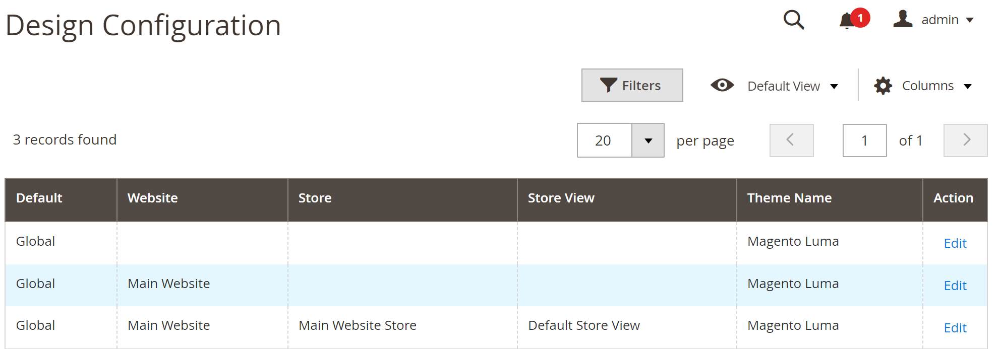 Design Configuration
1
admin
Filters
Default View
Columns
3 records found
20 per page
1 of 1
Default Website Store Store View Theme Name Action
Global Magento Luma Edit
Global Main Website Magento Luma Edit
Global Main Website Main Website Store Default Store View Magento Luma Edit